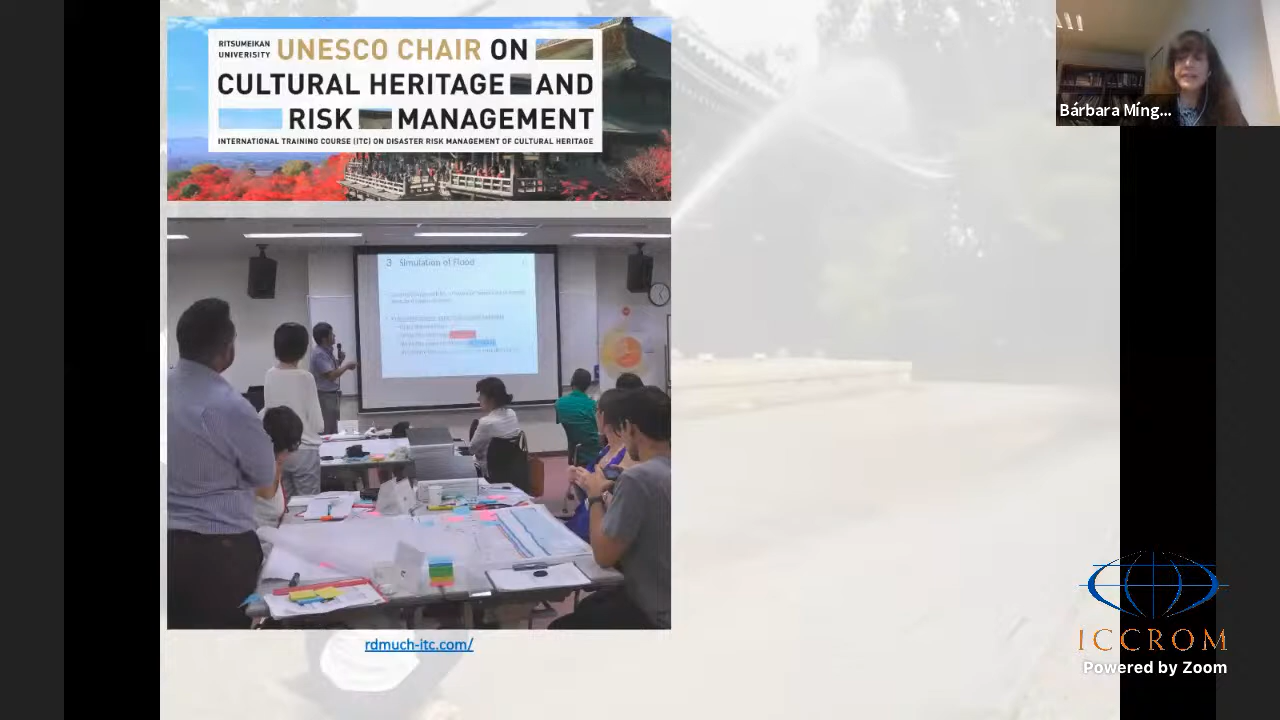 RITSUMEIKAN
UNIVERISITY
UNESCO CHAIR ON
CULTURAL HERITAGE AND
RISK MANAGEMENT
INTERNATIONAL TRAINING COURSE (ITC) ON DISASTER RISK MANAGEMENT OF CULTURAL HERITAGE
Bárbara Míng...
3 Simulation of Flood
rdmuch-itc.com/
ICCROM
Powered by Zoom